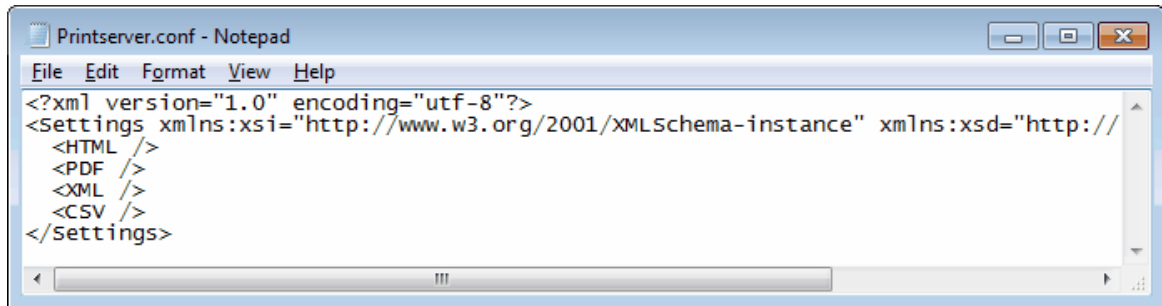 Printserver.conf - Notepad
File Edit Format View Help
<?xml version="1.0" encoding="utf-8"?>
<Settings xmlns:xsi="http://www.w3.org/2001/XMLSchema-instance" xmlns:xsd="http://
  <HTML />
  <PDF />
  <XML />
  <CSV />
</Settings>